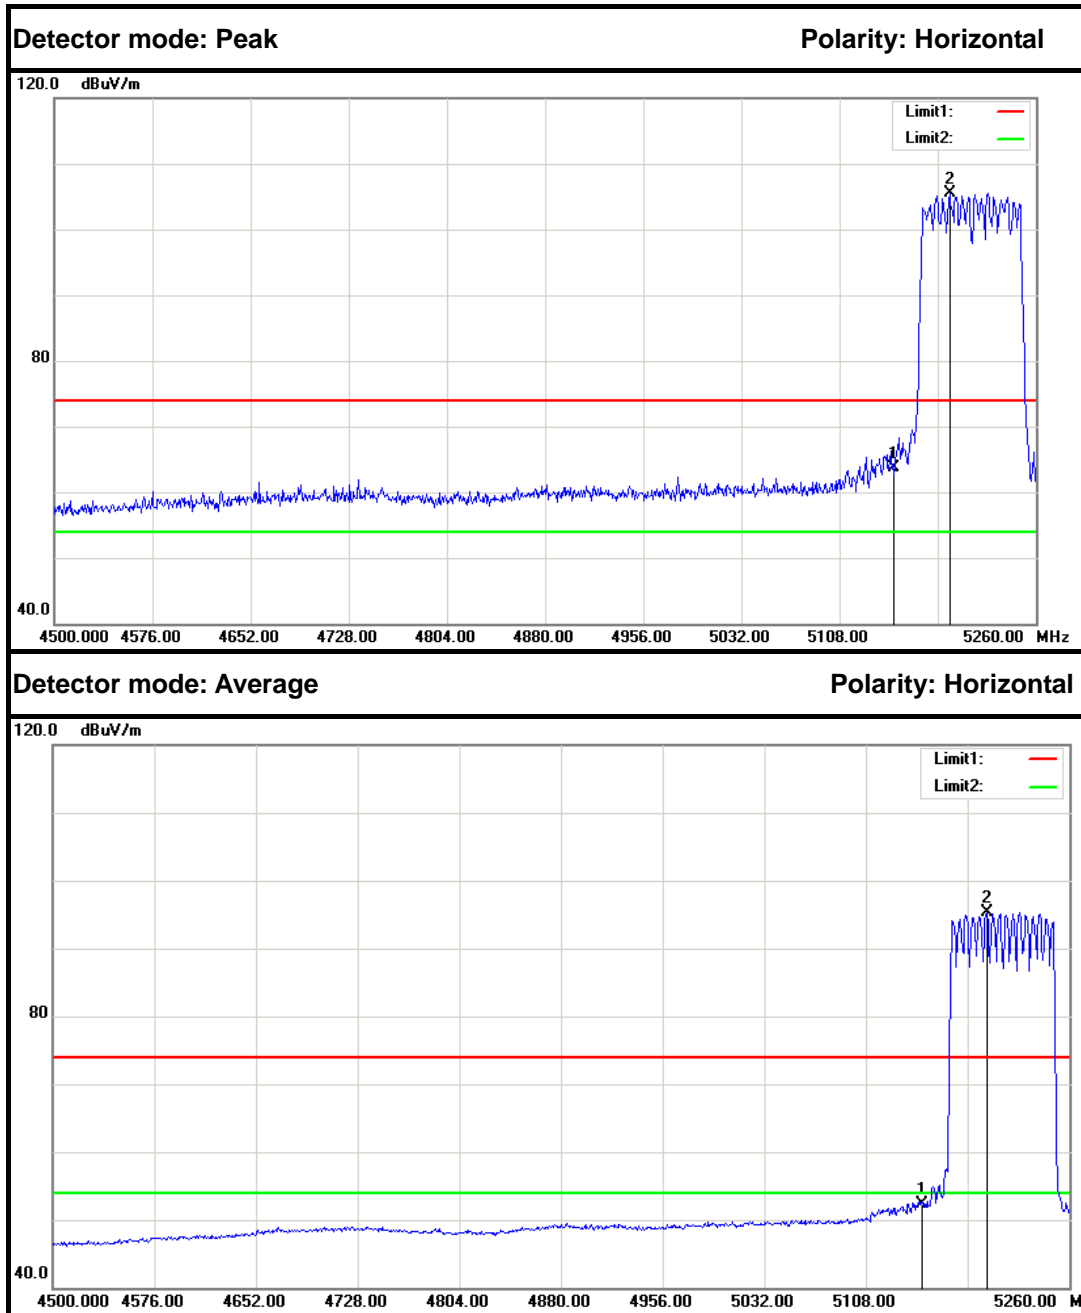 Detector mode: Peak Polarity: Horizontal
120.0 dBuV/m
Limit1:
Limit2:
2
80
1
40.0
4500.000 4576.00 4652.00 4728.00 4804.00 4880.00 4956.00 5032.00 5108.00 5260.00 MHz
Detector mode: Average Polarity: Horizontal
120.0 dBuV/m
Limit1:
Limit2:
2
80
1
40.0
4500.000 4576.00 4652.00 4728.00 4804.00 4880.00 4956.00 5032.00 5108.00 5260.00 M